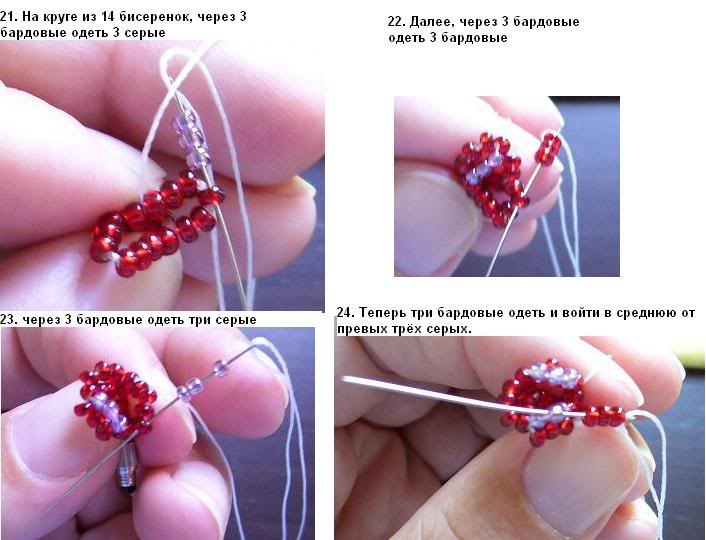 21. На круге из 14 бисеренок, через 3
бардовые одеть 3 серые
22. Далее, через 3 бардовые
одеть 3 бардовые
23. через 3 бардовые одеть три серые
24. Теперь три бардовые одеть и войти в среднюю от
превых трёх серых.